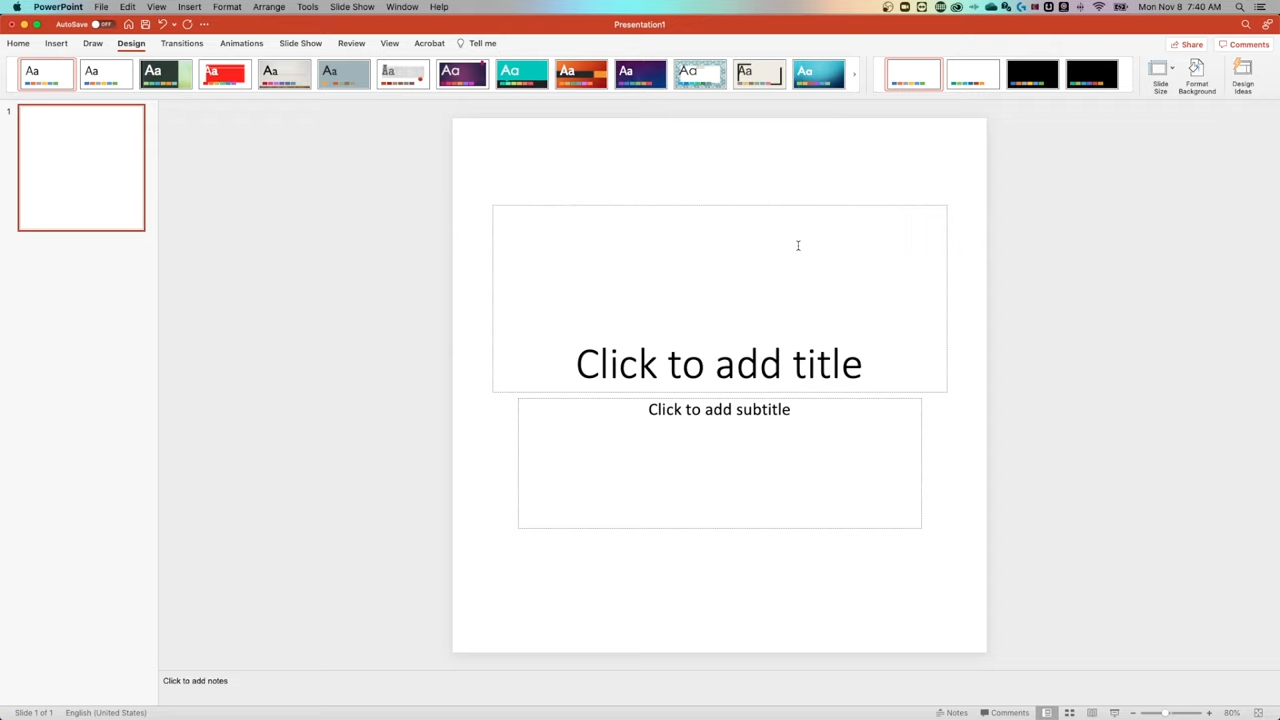 PowerPoint File Edit View Insert Format Arrange Tools Slide Show Window Help Mon Nov 8 7:40 AM
AutoSave OFF Presentation1
Home Insert Draw Design Transitions Animations Slide Show Review View Acrobat Tell me Share Comments
Aa Aa Aa Aa Aa Aa Aa Aa Aa Aa Aa Aa Aa Aa
Slide Size
Format Background
Design Ideas
1
Click to add title
Click to add subtitle
Click to add notes
Slide 1 of 1 English (United States) Notes Comments 80%